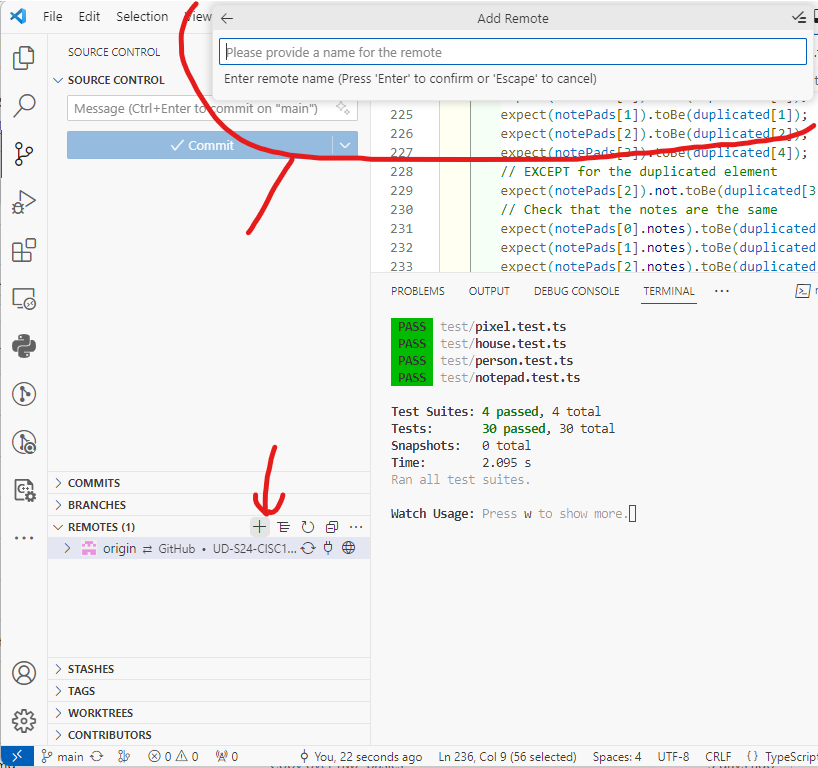 File Edit Selection View
Add Remote
Please provide a name for the remote
Enter remote name (Press 'Enter' to confirm or 'Escape' to cancel)
SOURCE CONTROL
SOURCE CONTROL
Message (Ctrl+Enter to commit on "main")
Commit
225 expect(notePads[1]).toBe(duplicated[1]);
226 expect(notePads[2]).toBe(duplicated[2]);
227 expect(notePads[3]).toBe(duplicated[4]);
228 // EXCEPT for the duplicated element
229 expect(notePads[2]).not.toBe(duplicated[3
230 // Check that the notes are the same
231 expect(notePads[0].notes).toBe(duplicated
232 expect(notePads[1].notes).toBe(duplicated
233 expect(notePads[2].notes).toBe(duplicated
PROBLEMS OUTPUT DEBUG CONSOLE TERMINAL ...
PASS test/pixel.test.ts
PASS test/house.test.ts
PASS test/person.test.ts
PASS test/notepad.test.ts
Test Suites: 4 passed, 4 total
Tests: 30 passed, 30 total
Snapshots: 0 total
Time: 2.095 s
Ran all test suites.
Watch Usage: Press w to show more.
COMMITS
BRANCHES
REMOTES (1)
origin ⇄ GitHub • UD-S24-CISC1...
STASHES
TAGS
WORKTREES
CONTRIBUTORS
main 0 0 0 You, 22 seconds ago Ln 236, Col 9 (56 selected) Spaces: 4 UTF-8 CRLF {} TypeScript